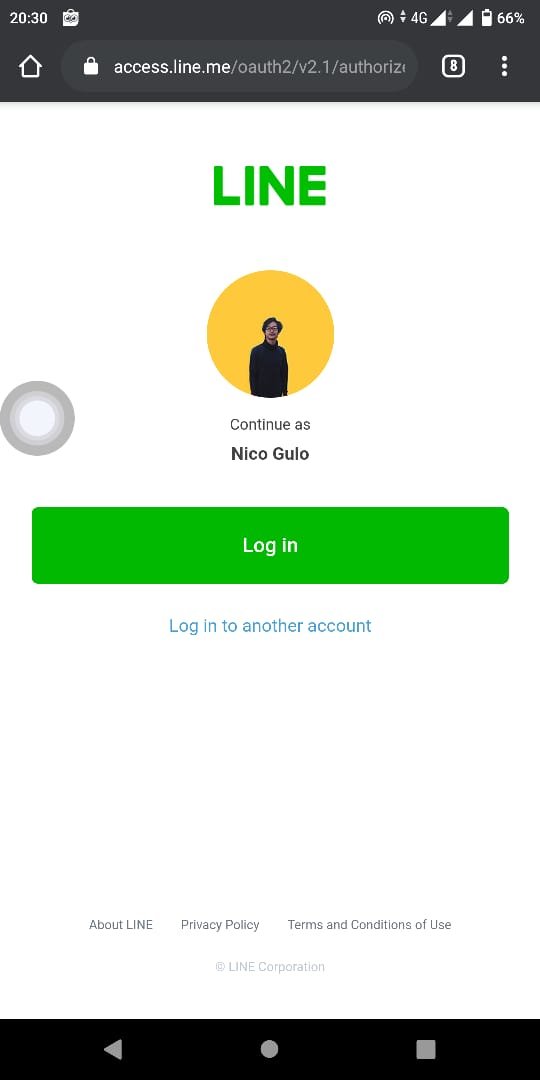 20:30 4G 66%
access.line.me/oauth2/v2.1/authorize
8
LINE
Continue as
Nico Gulo
Log in
Log in to another account
About LINE Privacy Policy Terms and Conditions of Use
© LINE Corporation